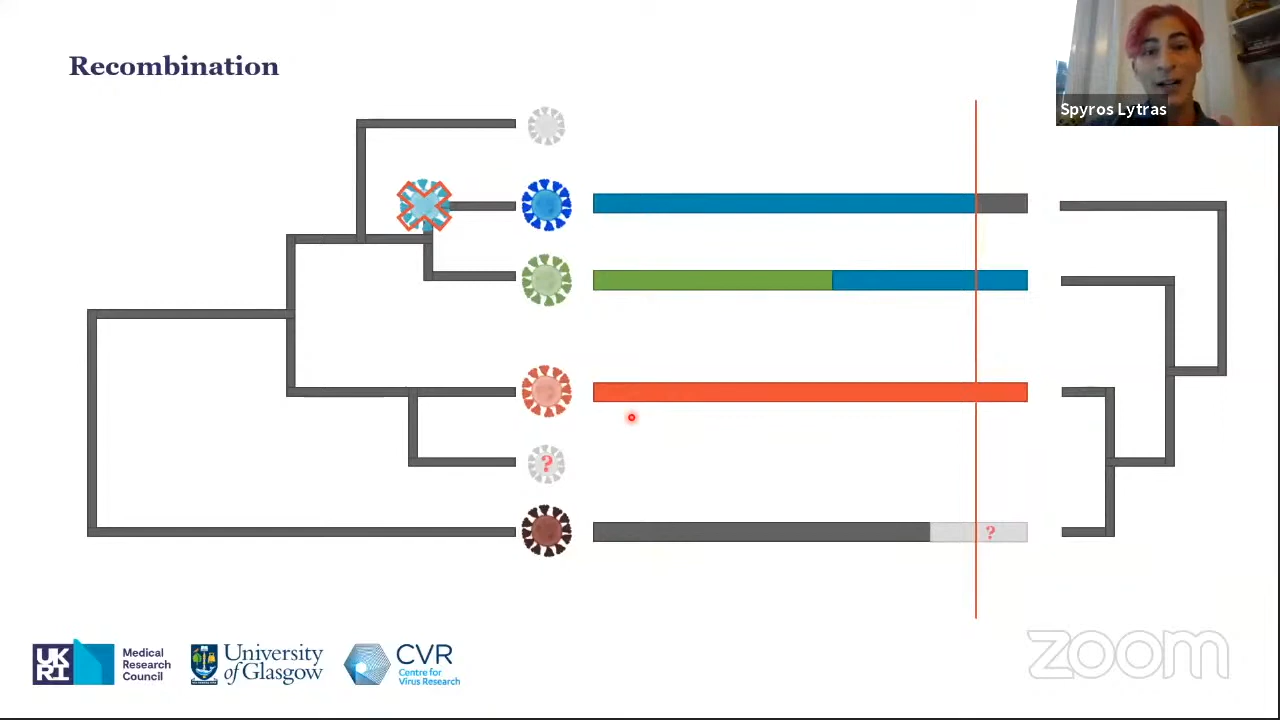 Recombination
Spyros Lytras
?
?
UK
RI
Medical
Research
Council
University
of Glasgow
CVR
Centre for
Virus Research
zoom